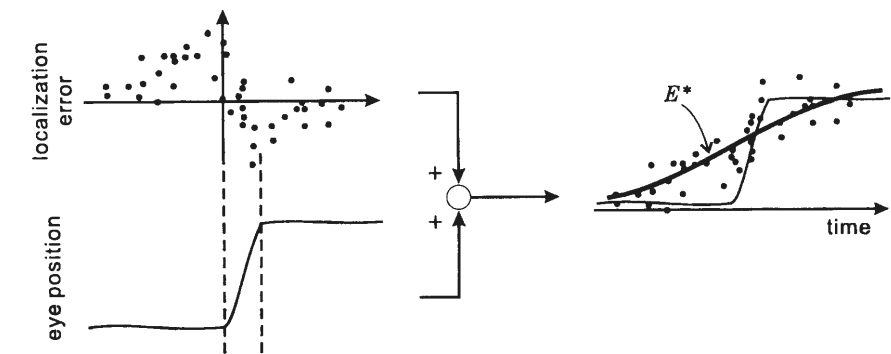 localization
error
eye position
+
+
E*
time